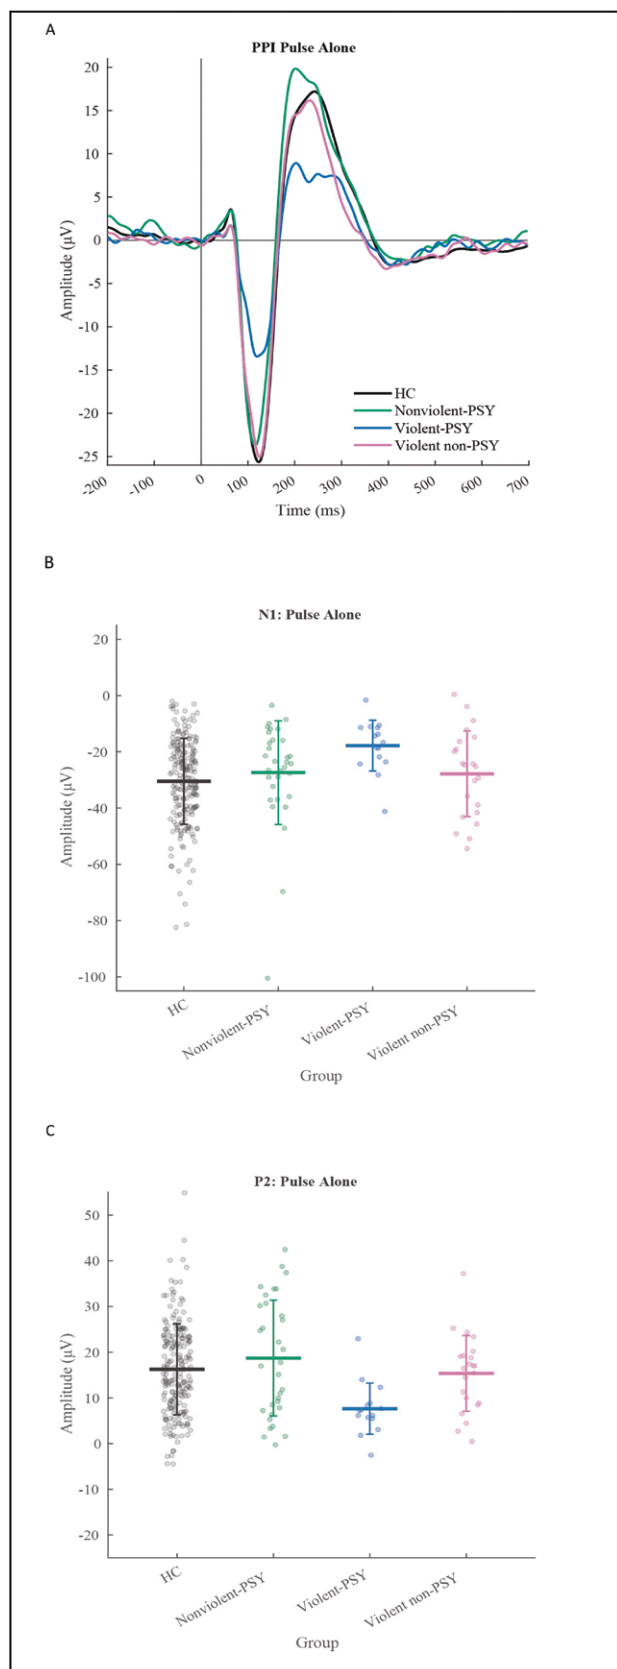 A
PPI Pulse Alone
20
15
10
5
0
-5
-10
-15
-20
-25
Amplitude (µV)
HC
Nonviolent-PSY
Violent-PSY
Violent non-PSY
-200
-100
0
100
200
300
400
500
600
700
Time (ms)
B
N1: Pulse Alone
20
0
-20
-40
-60
-80
-100
Amplitude (µV)
HC
Nonviolent-PSY
Violent-PSY
Violent non-PSY
Group
C
P2: Pulse Alone
50
40
30
20
10
0
-10
-20
Amplitude (µV)
HC
Nonviolent-PSY
Violent-PSY
Violent non-PSY
Group